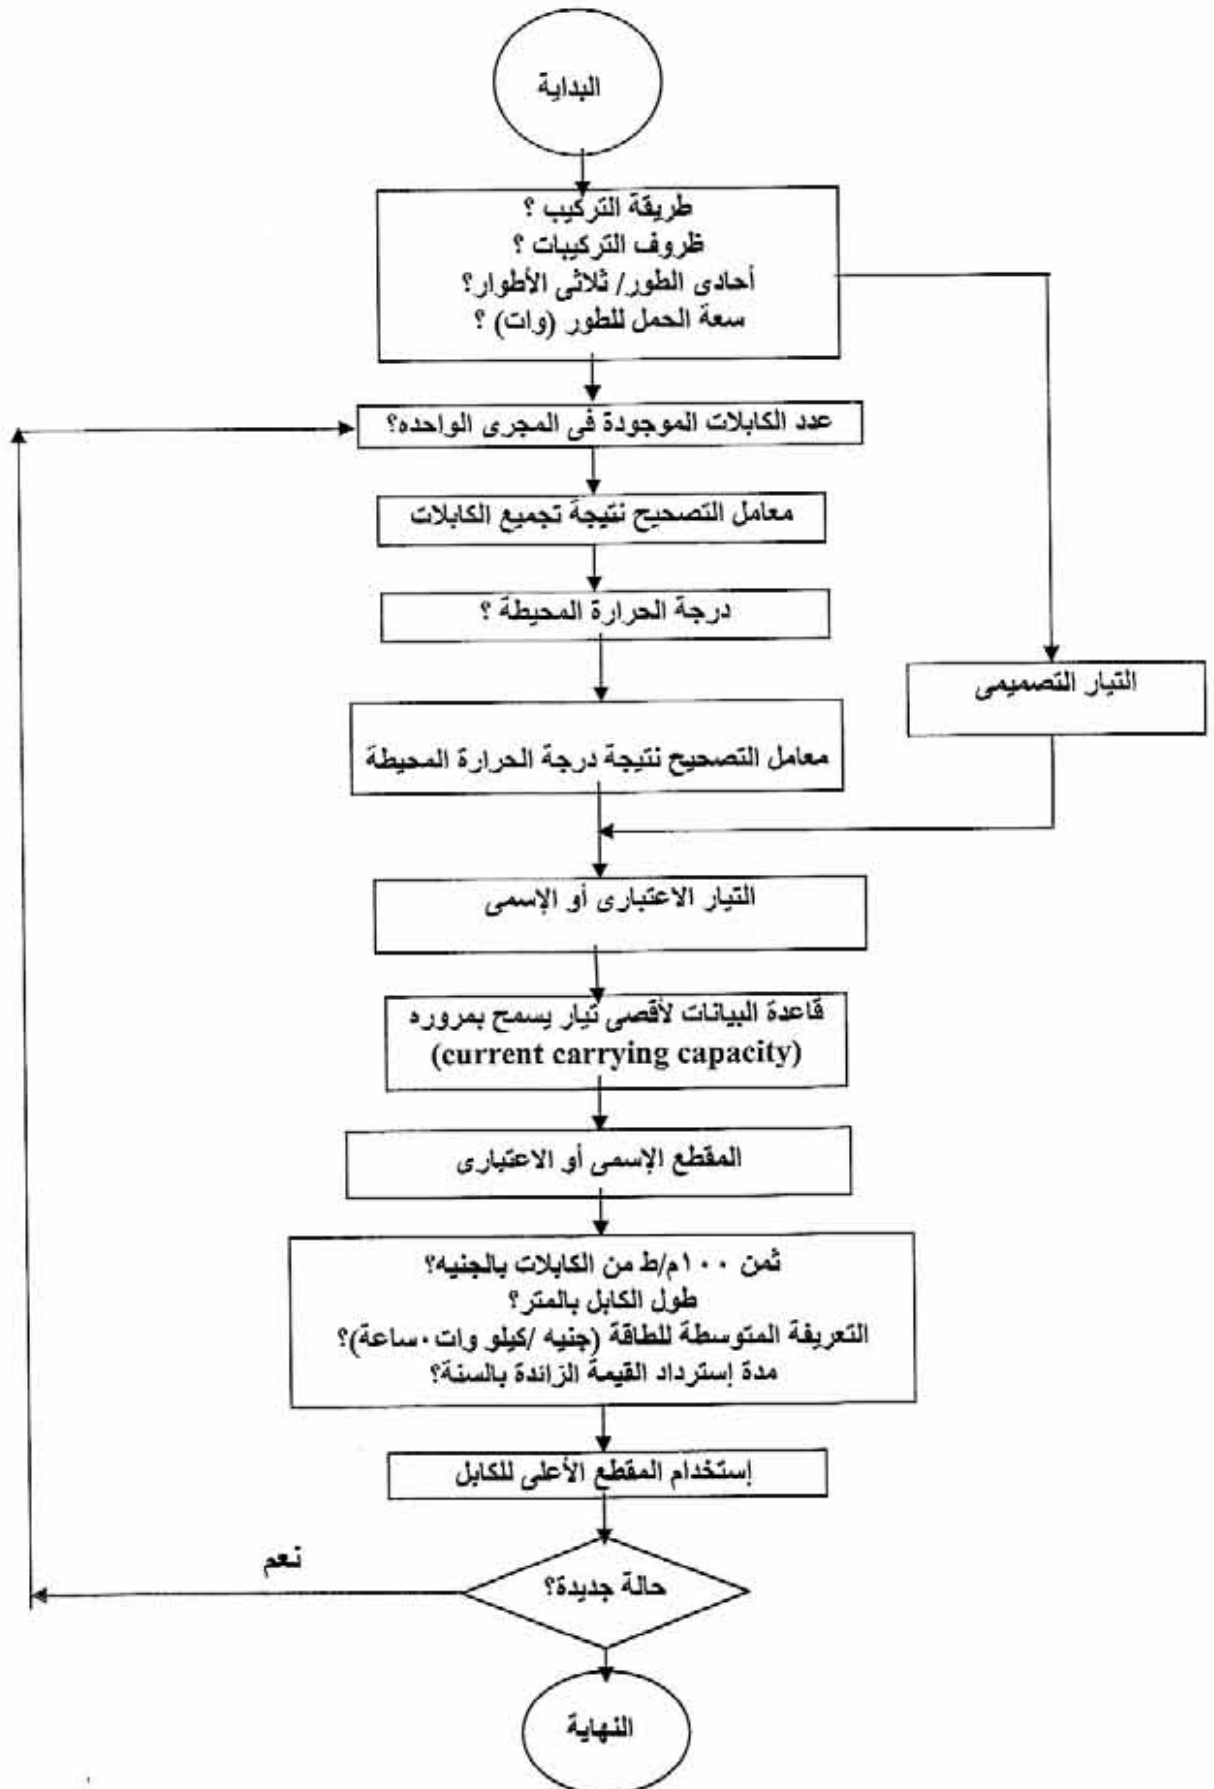 البداية
طريقة التركيب ؟
ظروف التركيبات ؟
أحادى الطور/ ثلاثى الأطوار؟
سعة الحمل للطور (وات) ؟
عدد الكابلات الموجودة فى المجرى الواحده؟
معامل التصحيح نتيجة تجميع الكابلات
درجة الحرارة المحيطة ؟
التيار التصميمى
معامل التصحيح نتيجة درجة الحرارة المحيطة
التيار الاعتبارى أو الإسمى
قاعدة البيانات لأقصى تيار يسمح بمروره
(current carrying capacity)
المقطع الإسمى أو الاعتبارى
ثمن ١٠٠م/ط من الكابلات بالجنيه؟
طول الكابل بالمتر؟
التعريفة المتوسطة للطاقة (جنيه /كيلو وات٠ساعة)؟
مدة إسترداد القيمة الزائدة بالسنة؟
إستخدام المقطع الأعلى للكابل
نعم
حالة جديدة؟
النهاية